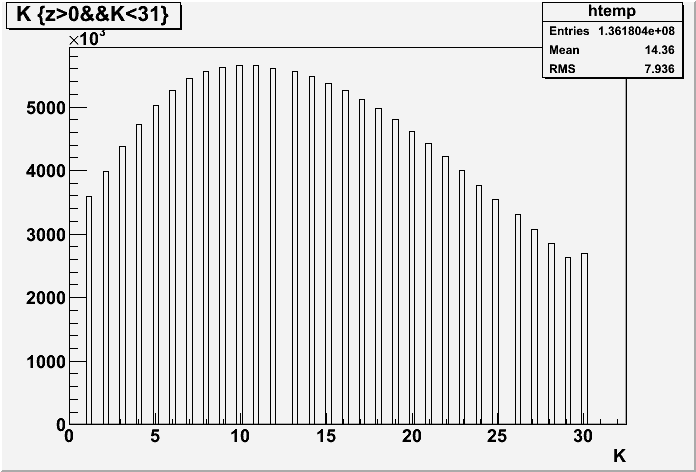 K {z>0&&K<31}
×10³
htemp
Entries 1.361804e+08
Mean 14.36
RMS 7.936
5000
4000
3000
2000
1000
0
0 5 10 15 20 25 30
K